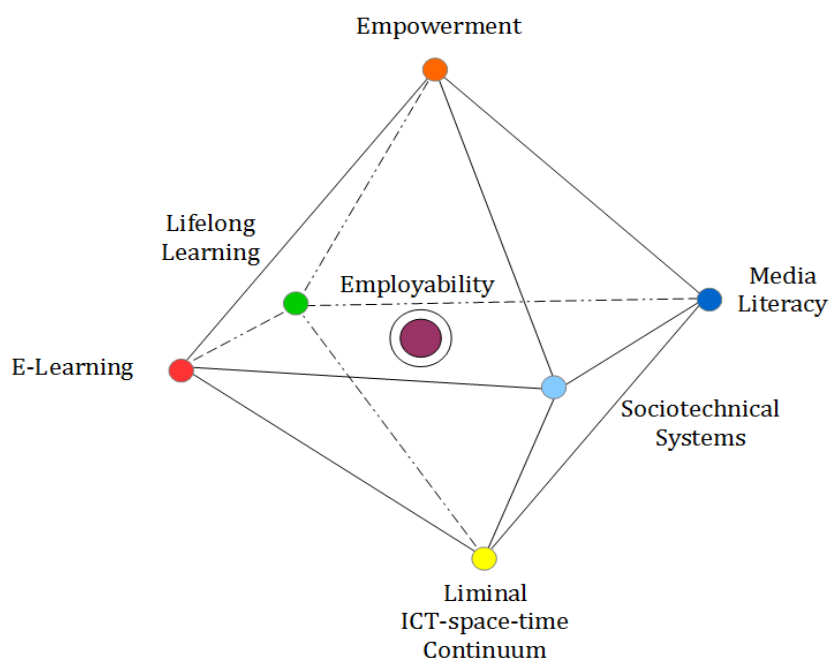 Empowerment
Lifelong
Learning
Employability
Media
Literacy
E-Learning
Sociotechnical
Systems
Liminal
ICT-space-time
Continuum